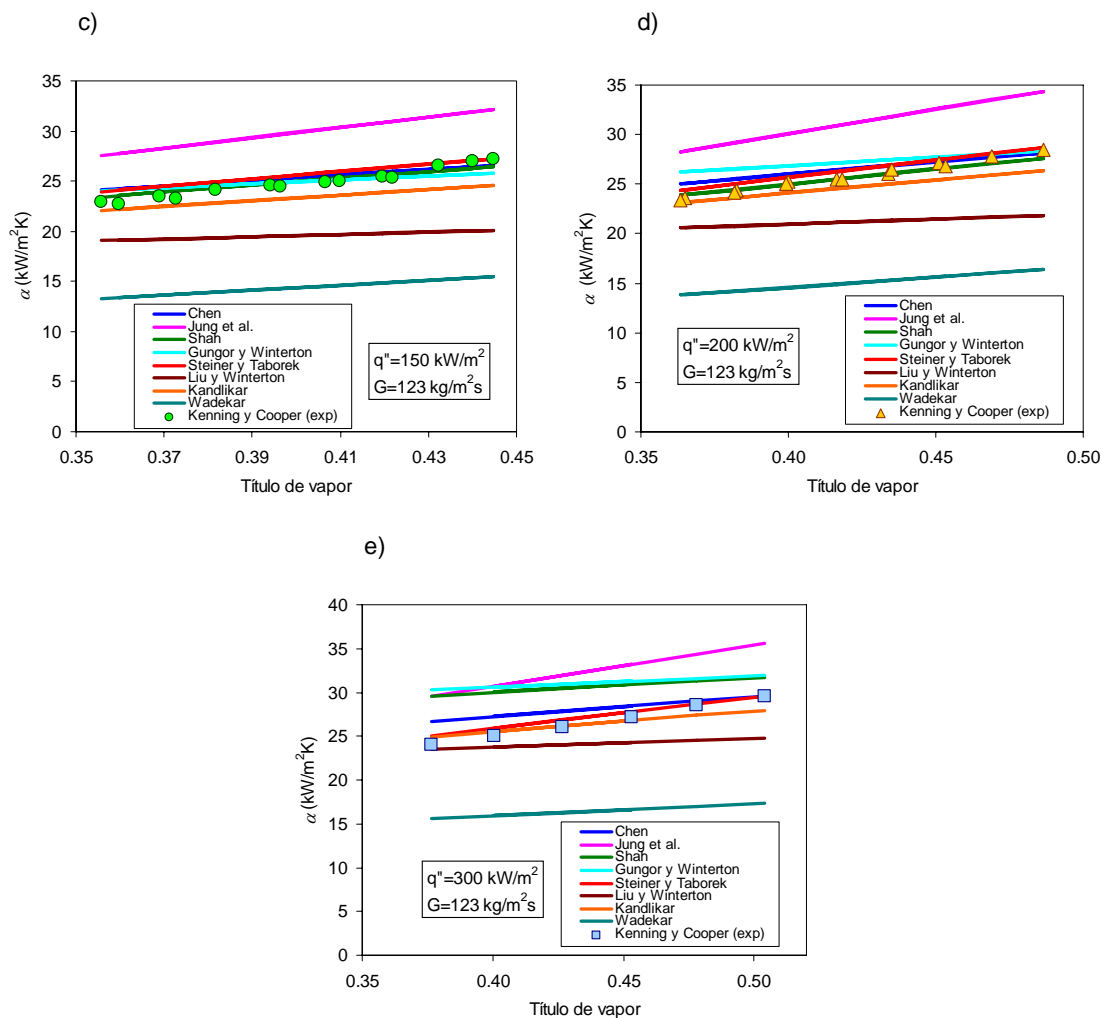 c)
α (kW/m²K)
35
30
25
20
15
10
5
0
0.35
0.37
0.39
0.41
0.43
0.45
Título de vapor
Chen
Jung et al.
Shah
Gungor y Winterton
Steiner y Taborek
Liu y Winterton
Kandlikar
Wadekar
Kenning y Cooper (exp)
q"=150 kW/m²
G=123 kg/m²s
d)
α (kW/m²K)
35
30
25
20
15
10
5
0
0.35
0.40
0.45
0.50
Título de vapor
q"=200 kW/m²
G=123 kg/m²s
Chen
Jung et al.
Shah
Gungor y Winterton
Steiner y Taborek
Liu y Winterton
Kandlikar
Wadekar
Kenning y Cooper (exp)
e)
α (kW/m²K)
40
35
30
25
20
15
10
5
0
0.35
0.40
0.45
0.50
Título de vapor
q"=300 kW/m²
G=123 kg/m²s
Chen
Jung et al.
Shah
Gungor y Winterton
Steiner y Taborek
Liu y Winterton
Kandlikar
Wadekar
Kenning y Cooper (exp)